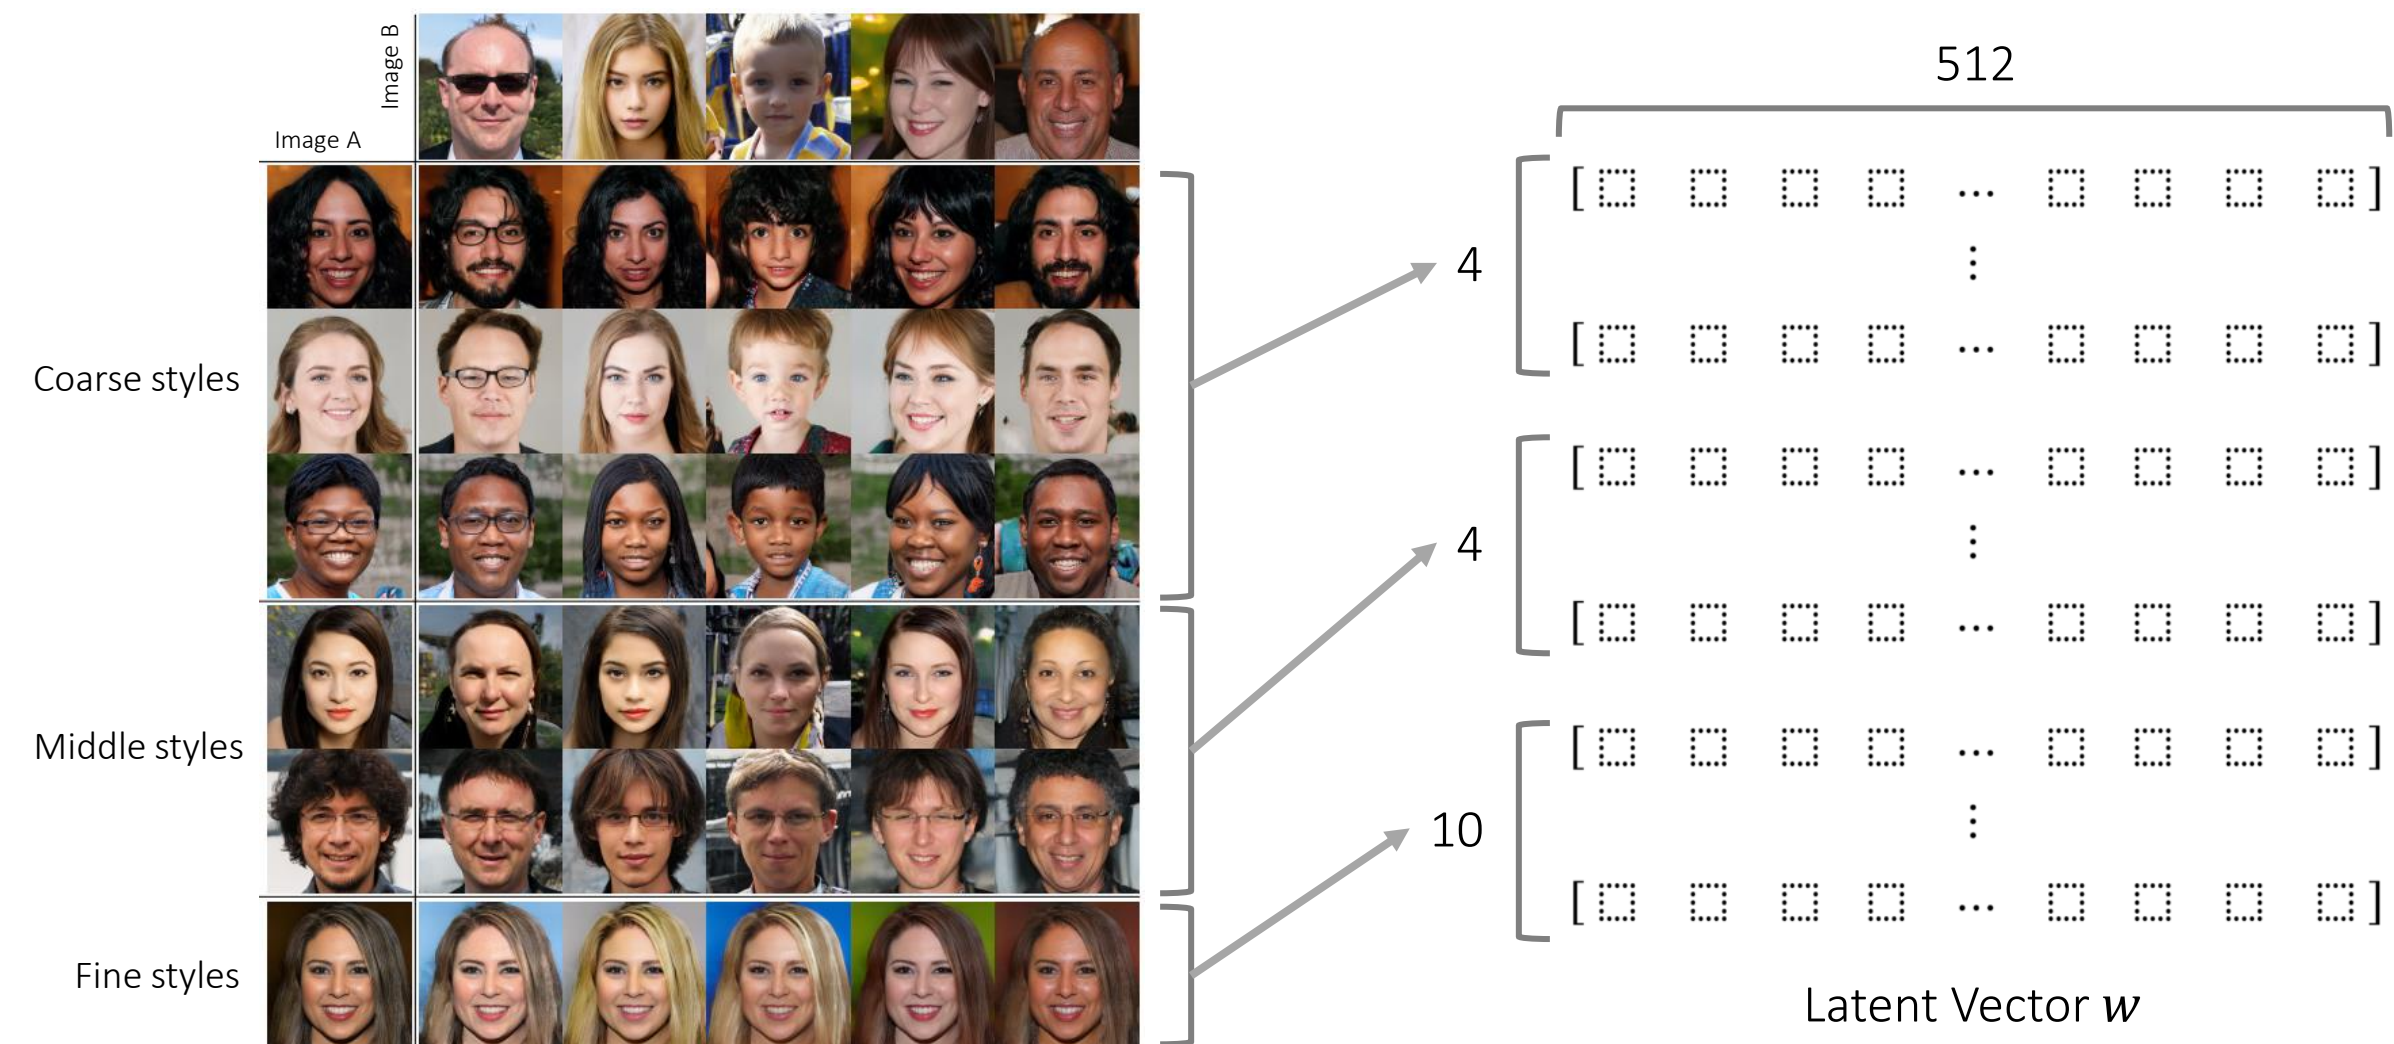 Image B
Image A
Coarse styles
Middle styles
Fine styles
512
4
[ ... ]
⋮
[ ... ]
4
[ ... ]
⋮
[ ... ]
10
[ ... ]
⋮
[ ... ]
Latent Vector w